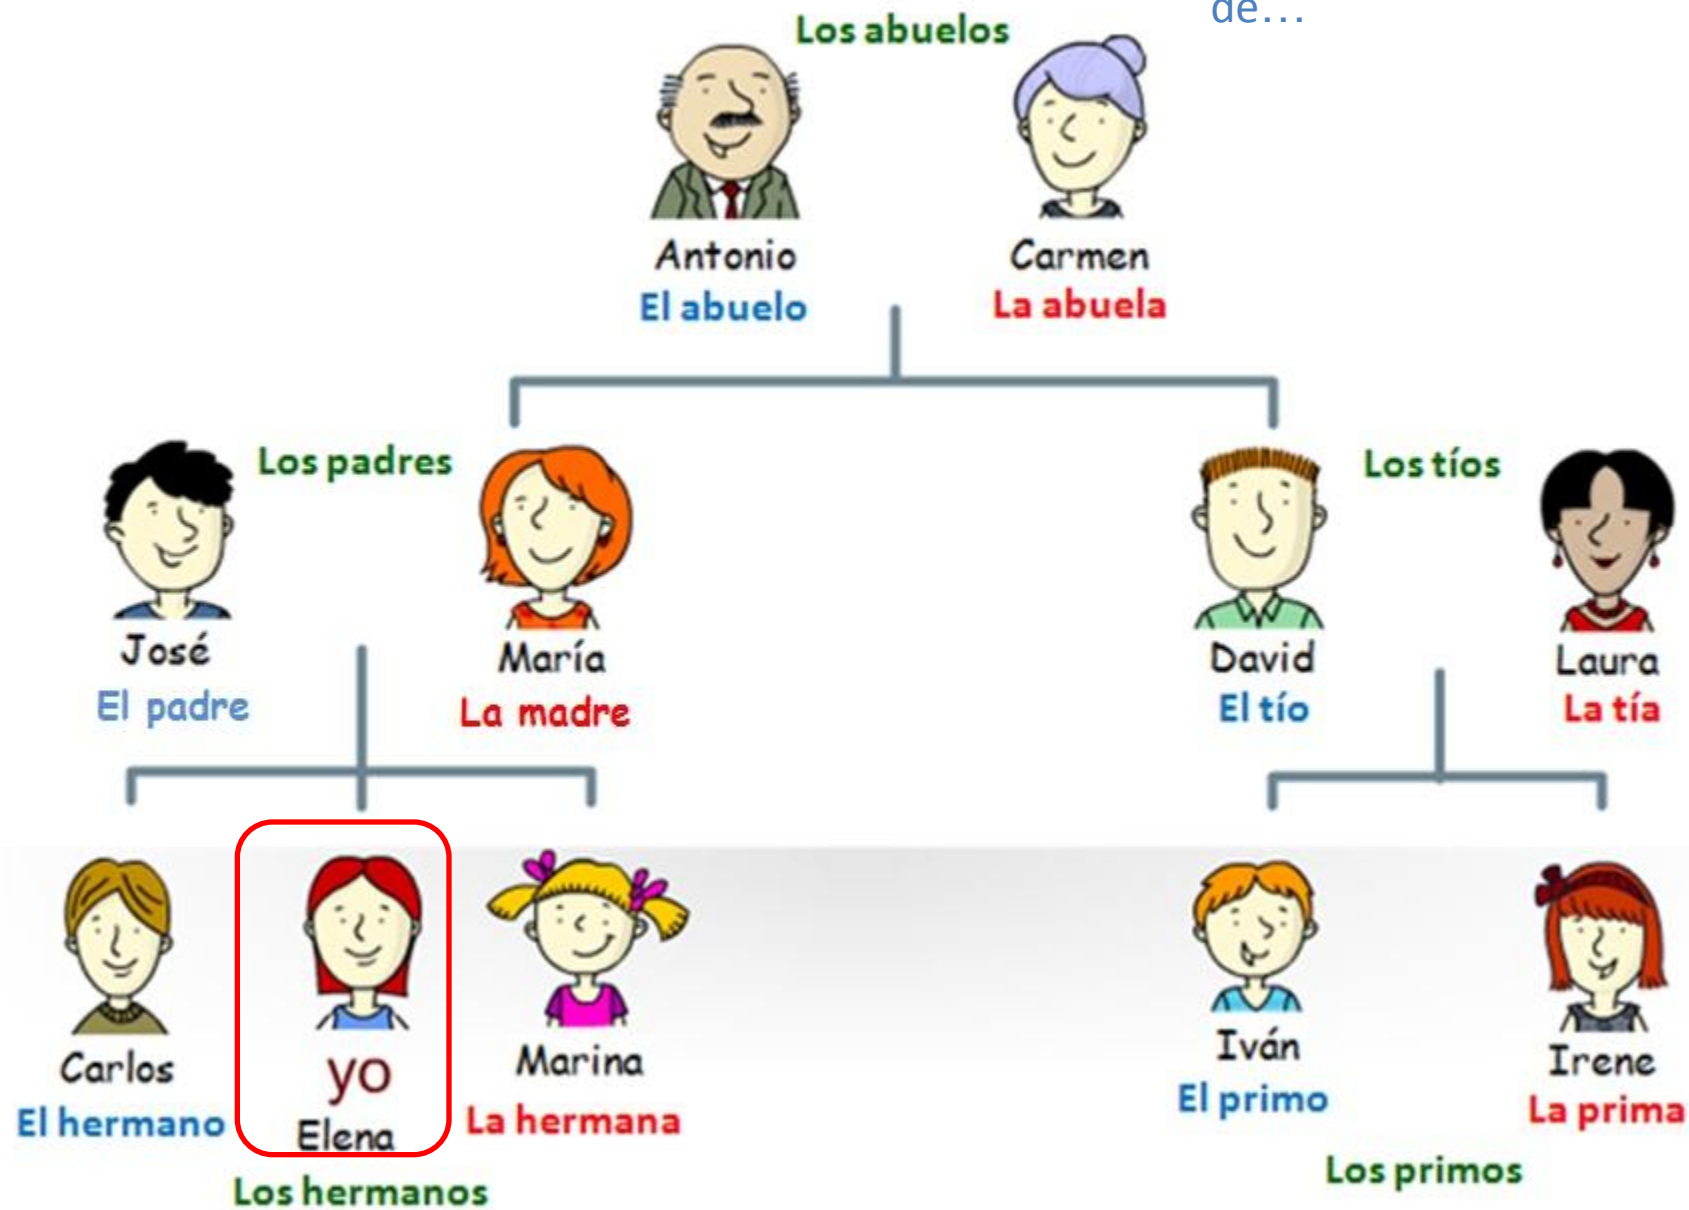 de...
Los abuelos
Antonio
Carmen
El abuelo
La abuela
Los padres
Los tíos
José
María
David
Laura
El padre
La madre
El tío
La tía
Carlos
yo
Elena
Marina
Iván
Irene
El hermano
La hermana
El primo
La prima
Los hermanos
Los primos